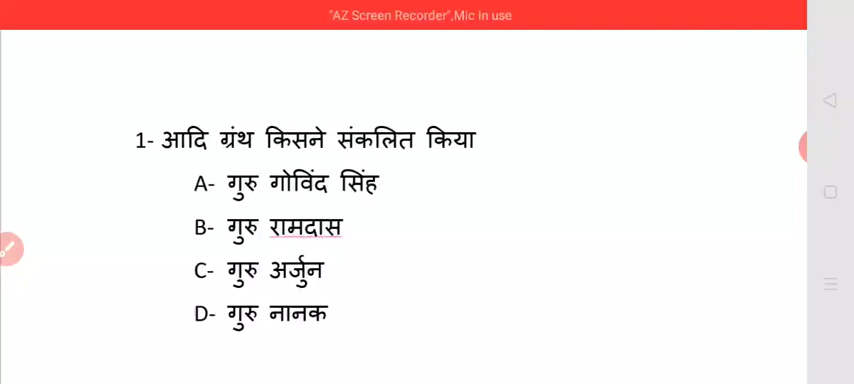 "AZ Screen Recorder",Mic in use
1- आदि ग्रंथ किसने संकलित किया
A- गुरु गोविंद सिंह
B- गुरु रामदास
C- गुरु अर्जुन
D- गुरु नानक